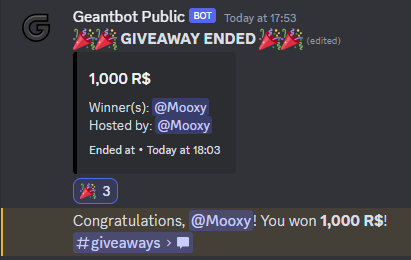 Geantbot Public BOT Today at 17:53
🎉🎉 GIVEAWAY ENDED 🎉🎉 (edited)
1,000 R$
Winner(s): @Mooxy
Hosted by: @Mooxy
Ended at • Today at 18:03
🎉 3
Congratulations, @Mooxy! You won 1,000 R$!
#giveaways ›